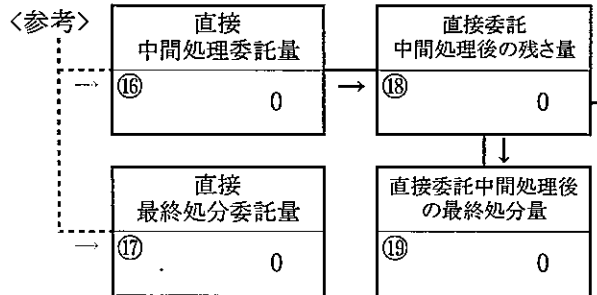 〈参考〉
直接
中間処理委託量
⑯
0
直接委託
中間処理後の残さ量
⑱
0
直接
最終処分委託量
⑰
0
直接委託中間処理後
の最終処分量
⑲
0